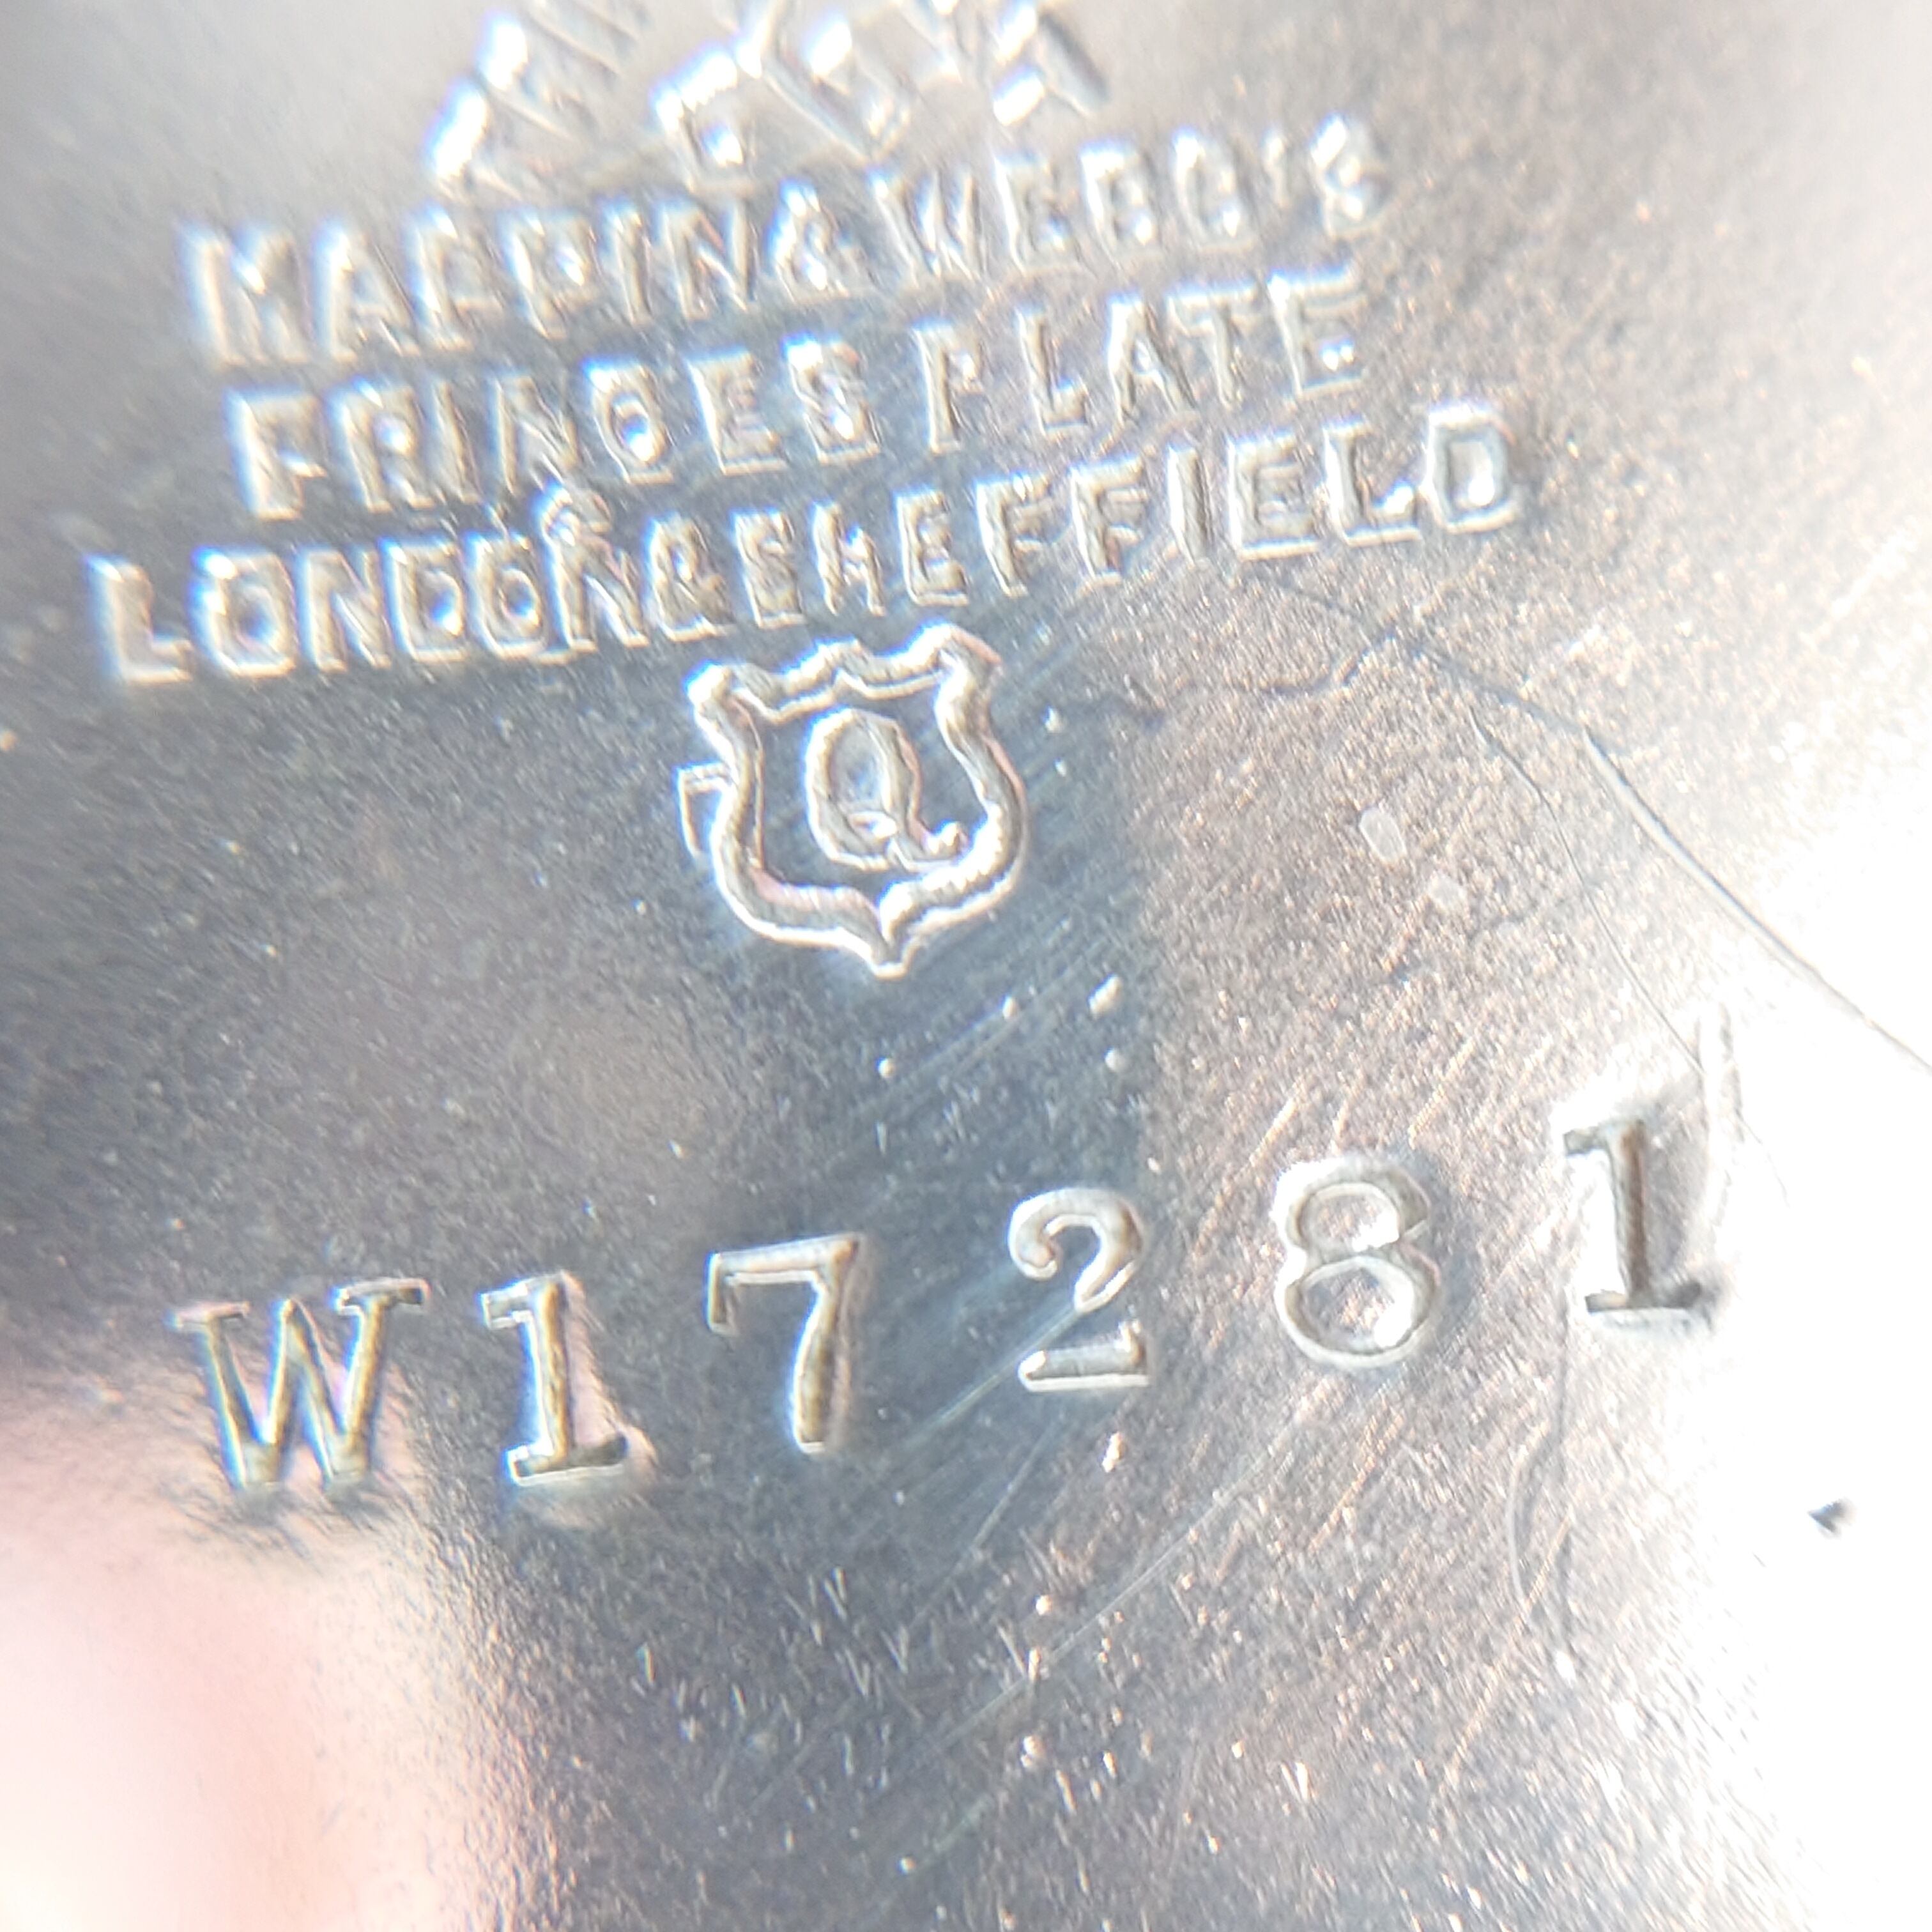 MAPPIN & WEBB'S
PRINCES PLATE
LONDON & SHEFFIELD
Q
W17281